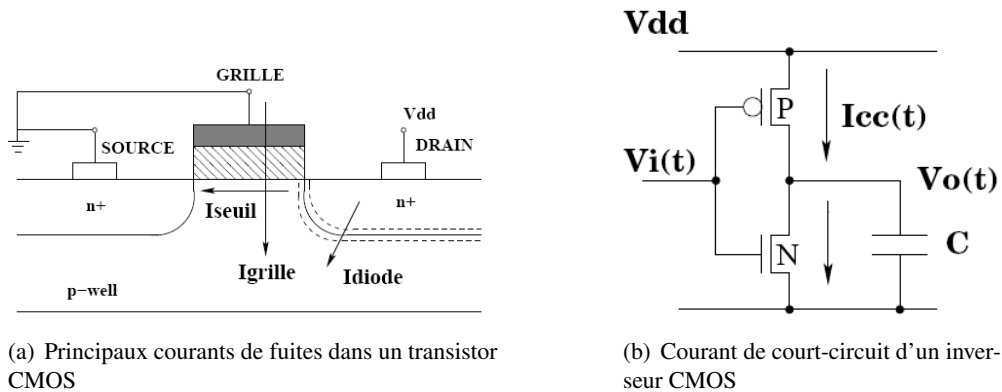 GRILLE
Vdd
SOURCE
DRAIN
n+
Iseuil
n+
Igrille
Idiode
p-well
(a) Principaux courants de fuites dans un transistor
CMOS
Vdd
P
Icc(t)
Vi(t)
Vo(t)
N
C
(b) Courant de court-circuit d'un inver-
seur CMOS